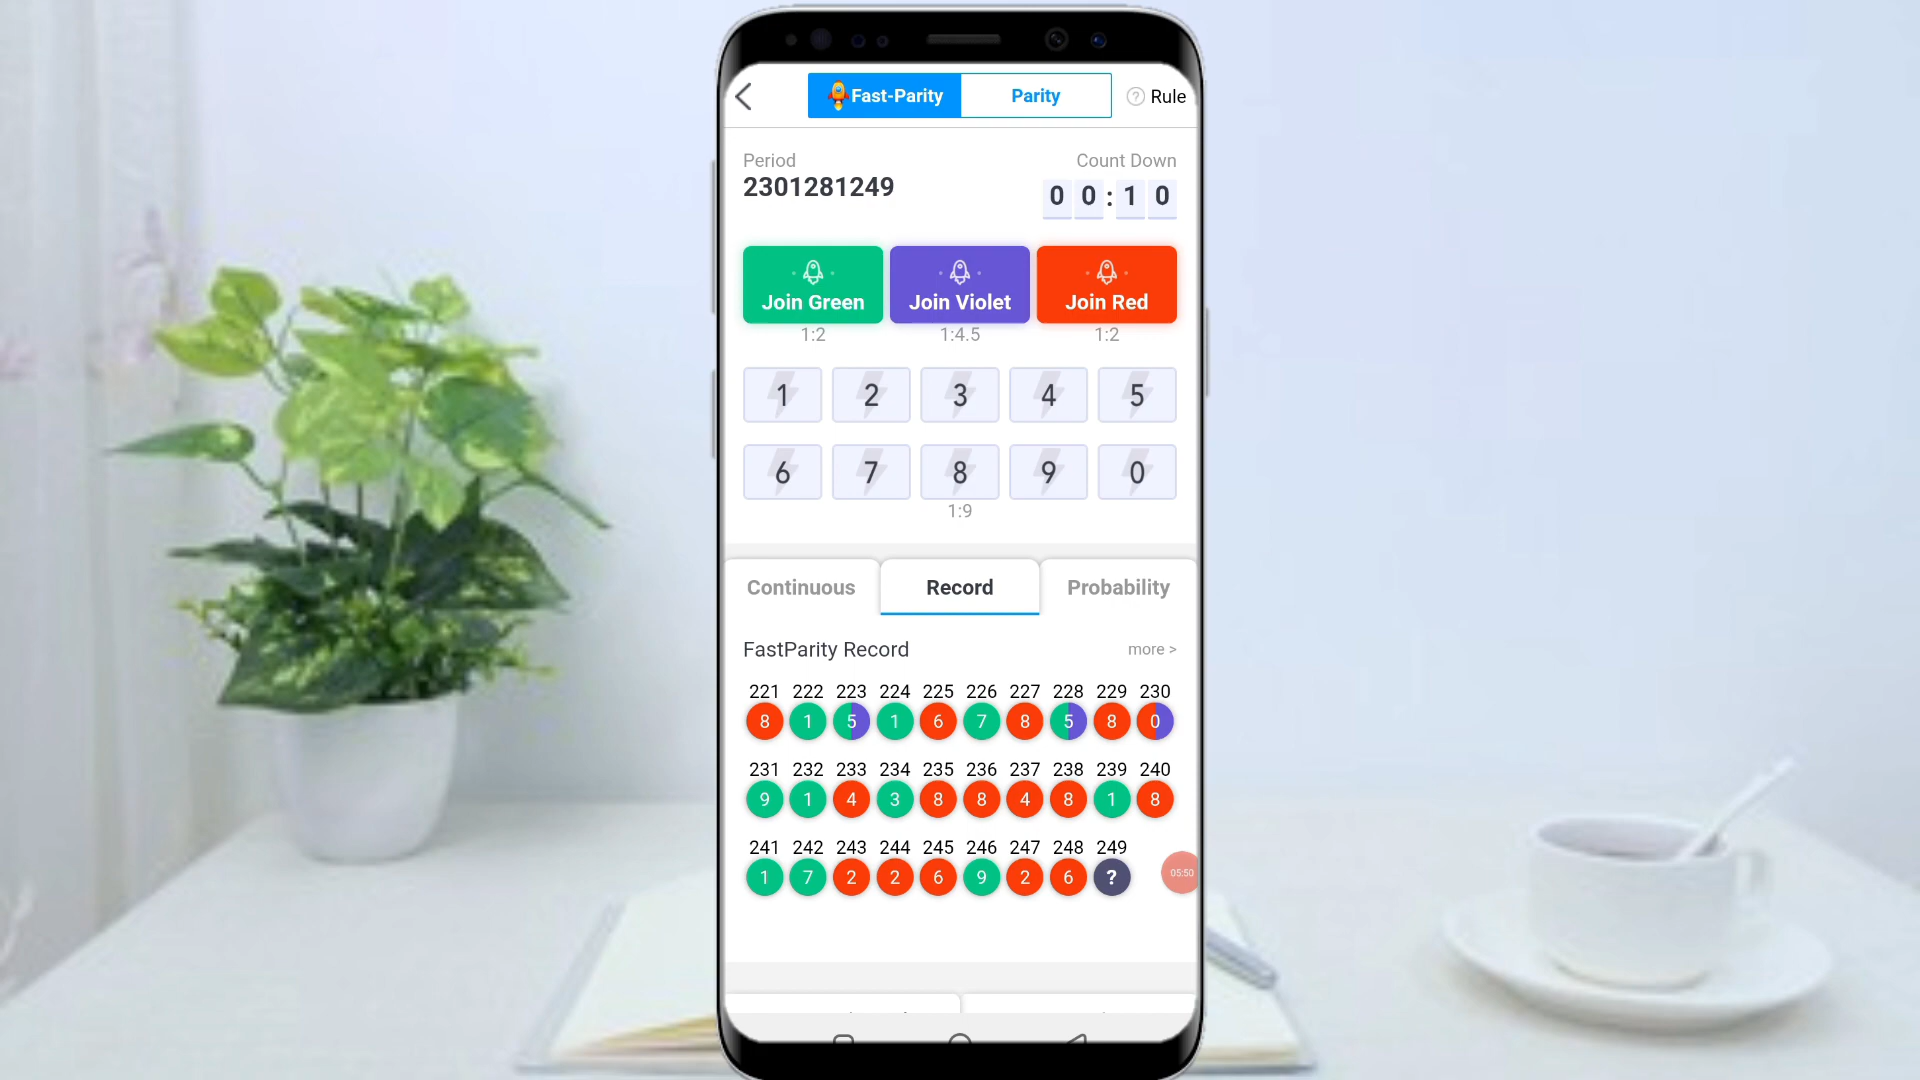 Fast-Parity Parity ? Rule
Period Count Down
2301281249 00:10
Join Green Join Violet Join Red
1:2 1:4.5 1:2
1 2 3 4 5
6 7 8 9 0
1:9
Continuous Record Probability
FastParity Record more >
221 222 223 224 225 226 227 228 229 230
8 1 5 1 6 7 8 5 8 0
231 232 233 234 235 236 237 238 239 240
9 1 4 3 8 8 4 8 1 8
241 242 243 244 245 246 247 248 249
1 7 2 2 6 9 2 6 ? 05:50